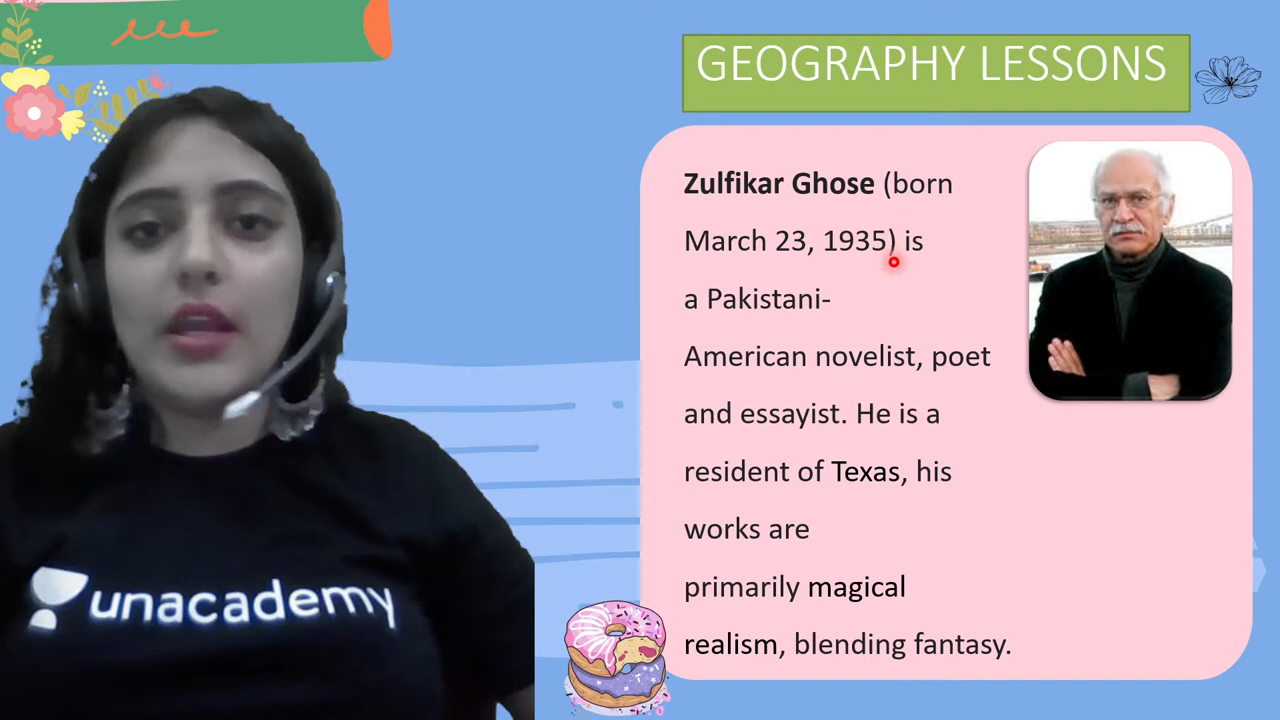 GEOGRAPHY LESSONS
Zulfikar Ghose (born
March 23, 1935) is
a Pakistani-
American novelist, poet
and essayist. He is a
resident of Texas, his
works are
primarily magical
realism, blending fantasy.
unacademy